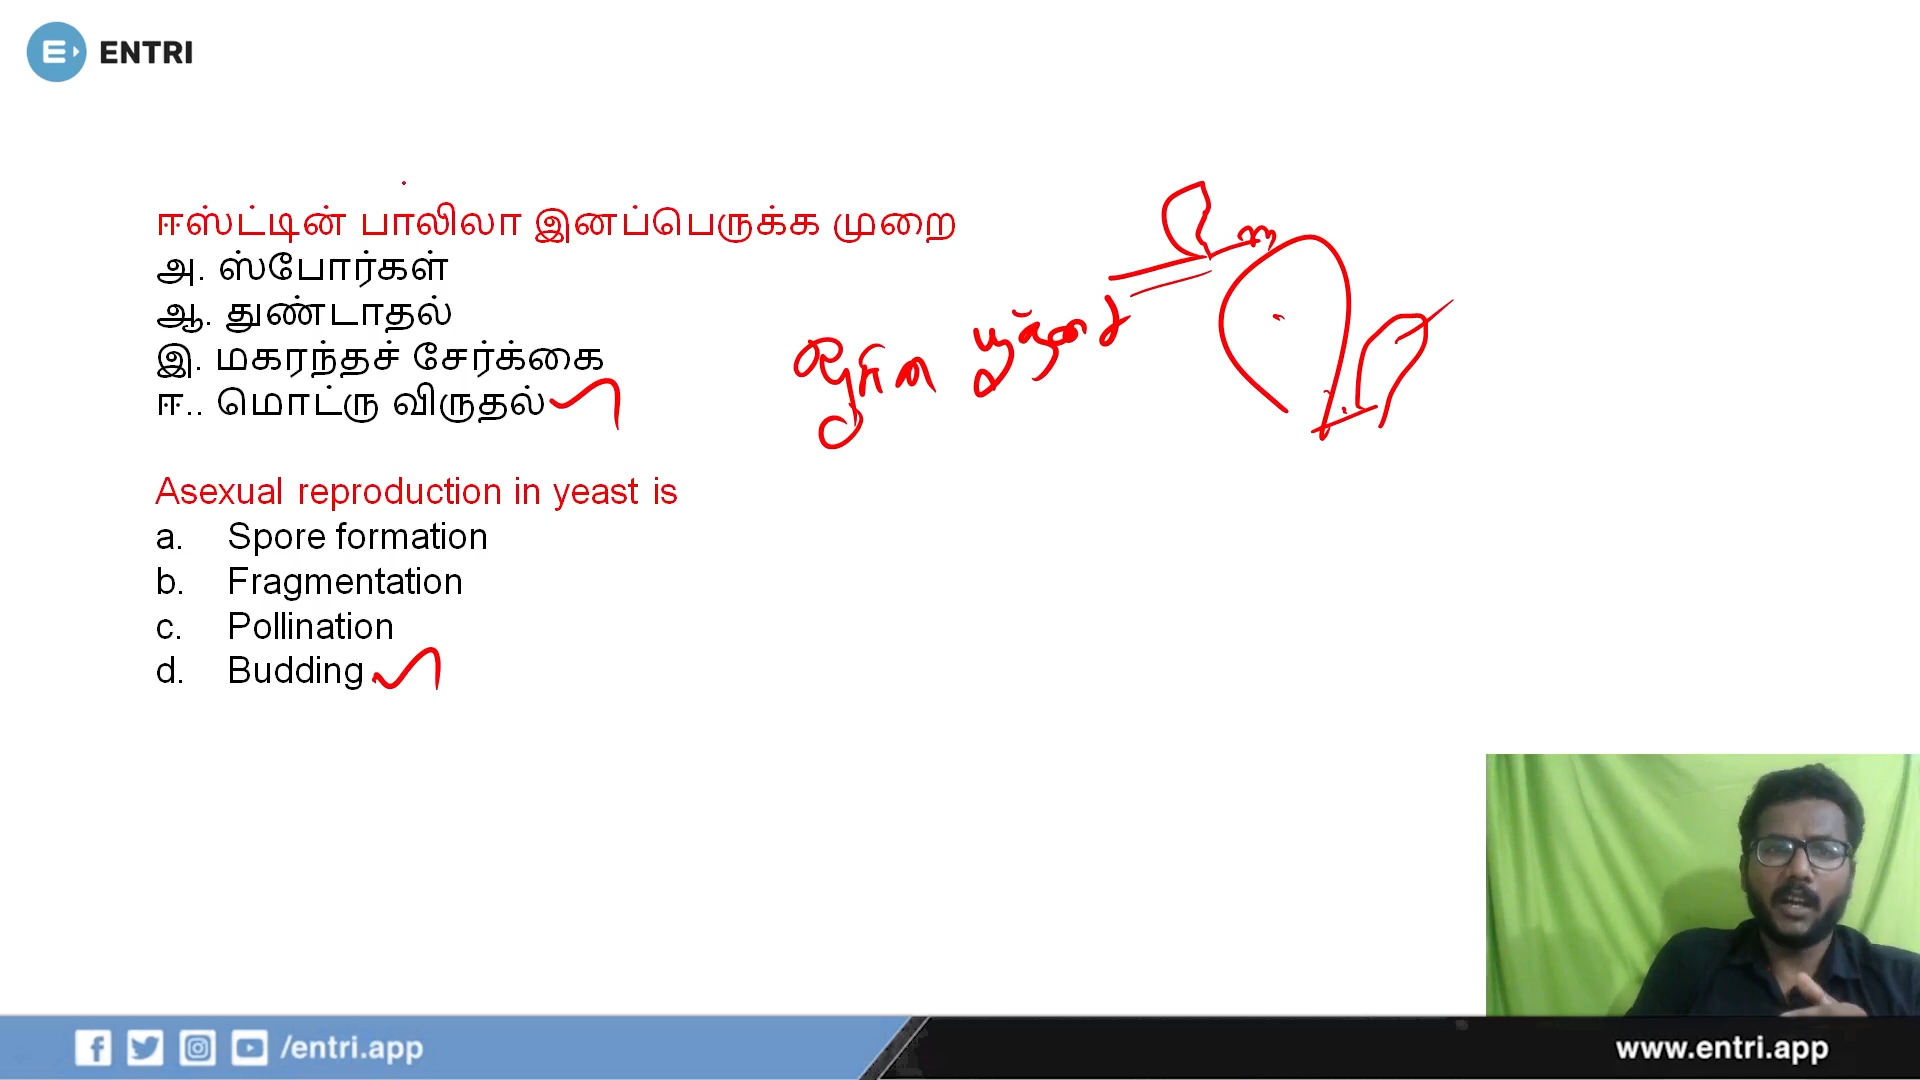 ENTRI
ஈஸ்ட்டின் பாலிலா இனப்பெருக்க முறை
அ. ஸ்போர்கள்
ஆ. துண்டாதல்
இ. மகரந்தச் சேர்க்கை
ஈ.. மொட்ரு விருதல்
Asexual reproduction in yeast is
a. Spore formation
b. Fragmentation
c. Pollination
d. Budding
/entri.app
www.entri.app